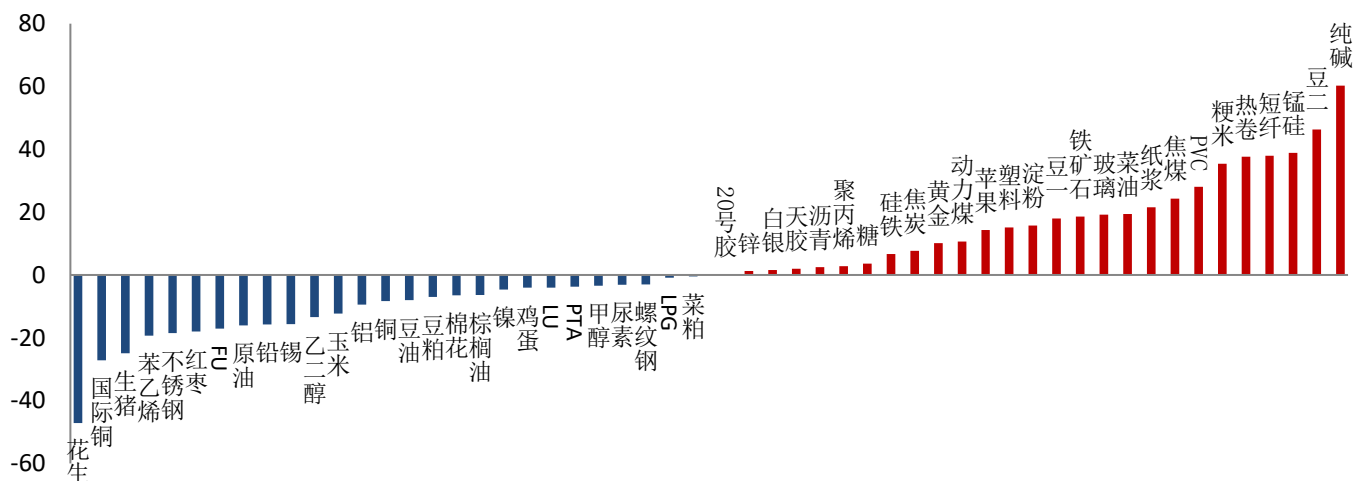 80
60
40
20
0
-20
-40
-60
花生
国际铜
生猪
苯乙烯
不锈钢
红枣
FU
原油
铅
锡
乙二醇
玉米
铝
铜
豆油
豆粕
棉花
棕榈油
镍
鸡蛋
LU
PTA
甲醇
尿素
螺纹钢
LPG
菜粕
20号胶
锌
白银
天胶
沥青
聚丙烯
糖
硅铁
焦炭
黄金
动力煤
苹果
塑料
淀粉
豆一
铁矿石
玻璃
菜油
纸浆
焦煤
PVC
粳米
热卷
短纤
锰硅
豆二
纯碱